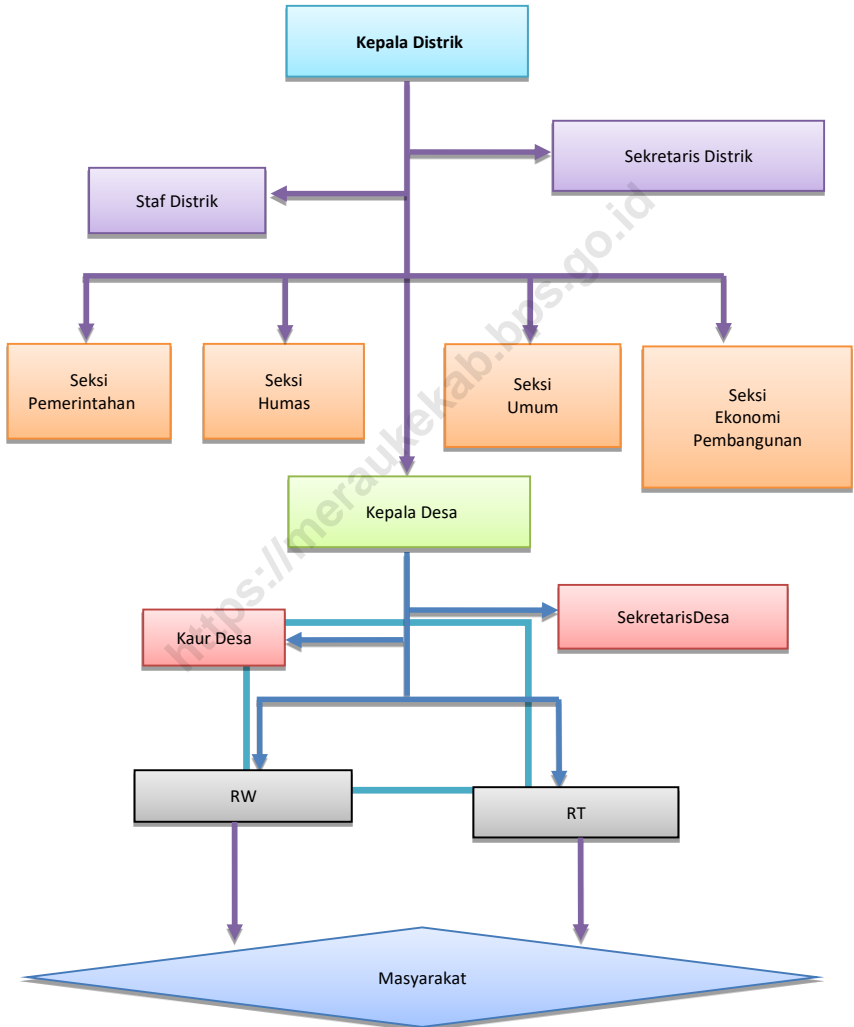 Kepala Distrik
Sekretaris Distrik
Staf Distrik
Seksi
Pemerintahan
Seksi
Humas
Seksi
Umum
Seksi
Ekonomi
Pembangunan
Kepala Desa
SekretarisDesa
Kaur Desa
RW
RT
Masyarakat
https://meraukekab.bps.go.id